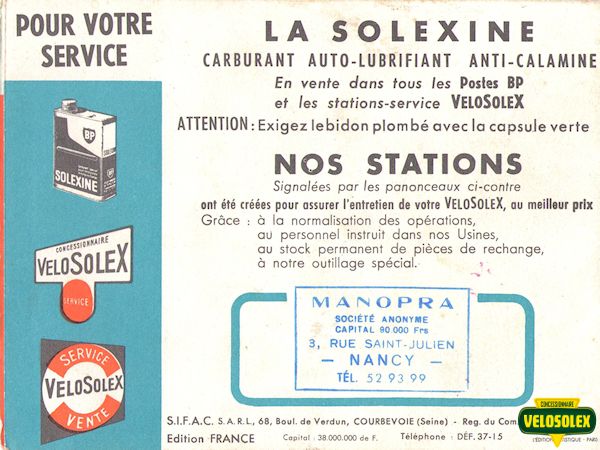 POUR VOTRE
SERVICE
BP
SOLEXINE
CONCESSIONNAIRE
VELOSOLEX
SERVICE
SERVICE
VELOSOLEX
VENTE
LA SOLEXINE
CARBURANT AUTO-LUBRIFIANT ANTI-CALAMINE
En vente dans tous les Postes BP
et les stations-service VELOSOLEX
ATTENTION: Exigez le bidon plombé avec la capsule verte
NOS STATIONS
Signalées par les panonceaux ci-contre
ont été créées pour assurer l'entretien de votre VELOSOLEX, au meilleur prix
Grâce : à la normalisation des opérations,
au personnel instruit dans nos Usines,
au stock permanent de pièces de rechange,
à notre outillage spécial.
MANOPRA
SOCIÉTÉ ANONYME
CAPITAL 90.000 Frs
3, RUE SAINT-JULIEN
— NANCY —
TÉL. 52 93 99
S.I.F.A.C. S.A.R.L., 68, Boul. de Verdun, COURBEVOIE (Seine) - Reg. du Com
Edition FRANCE Capital : 38.000.000 de F. Téléphone : DÉF. 37-15
CONCESSIONNAIRE
VELOSOLEX